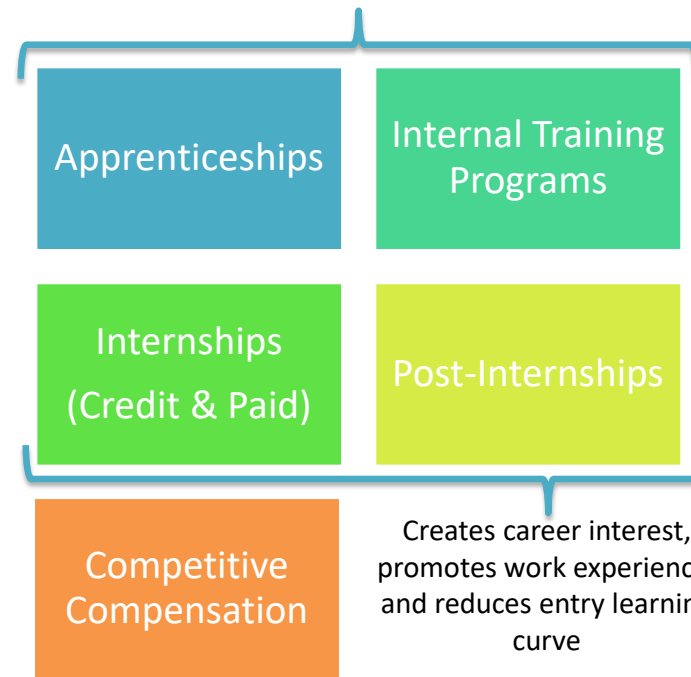 Apprenticeships
Internal Training
Programs
Internships
(Credit & Paid)
Post-Internships
Competitive
Compensation
Creates career interest,
promotes work experienc
and reduces entry learnin
curve